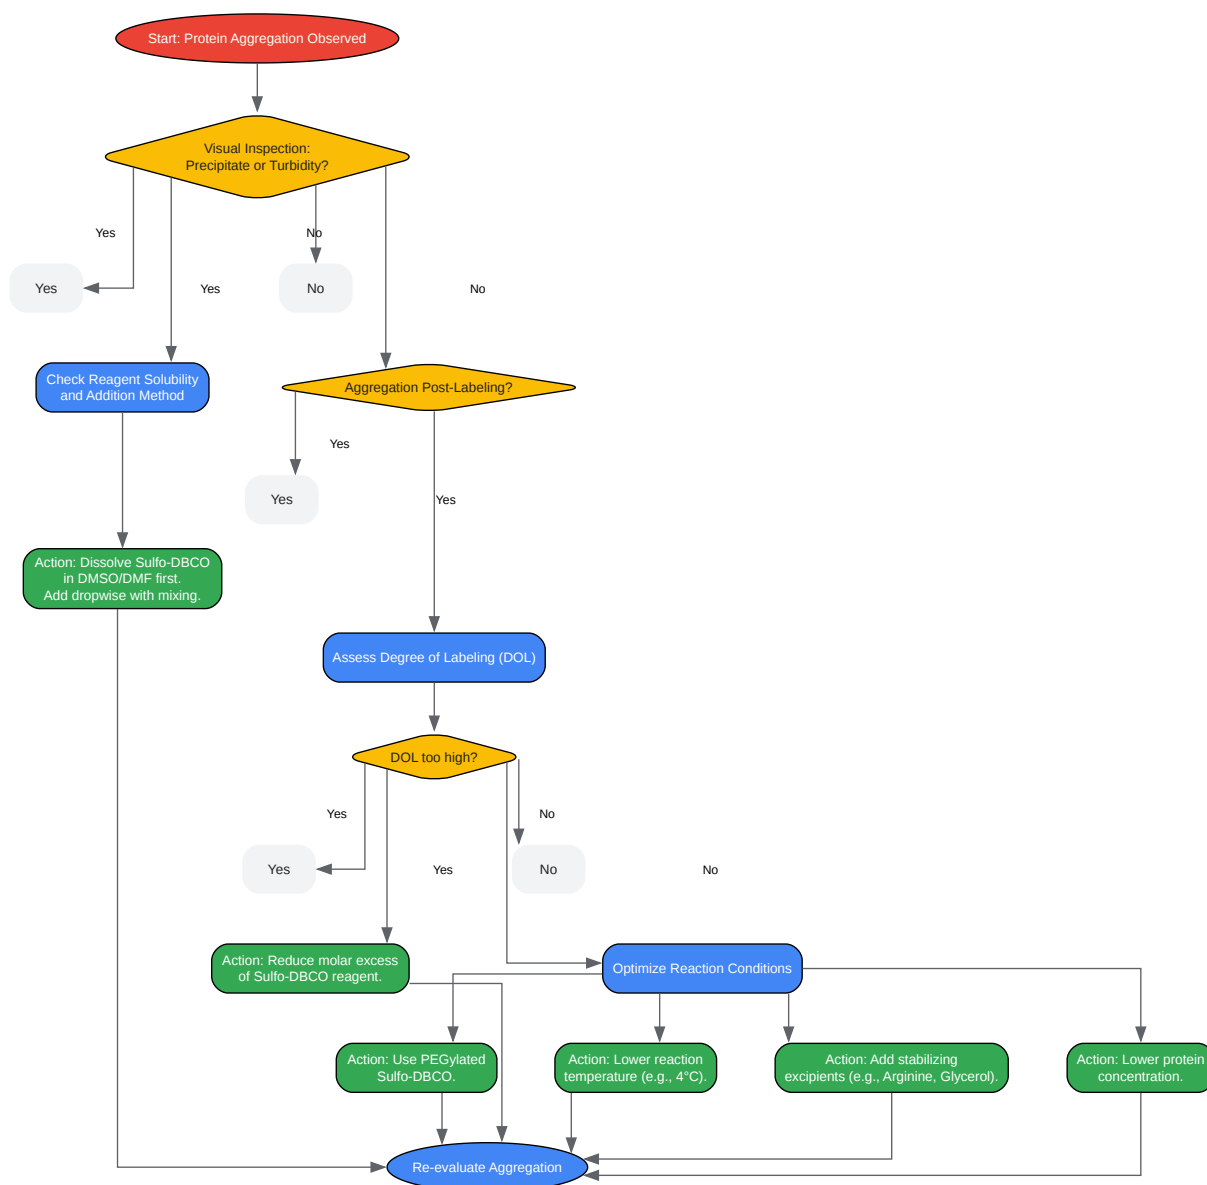 Start: Protein Aggregation Observed
Visual Inspection:
Precipitate or Turbidity?
Yes
No
Yes
Yes
No
No
Check Reagent Solubility
and Addition Method
Aggregation Post-Labeling?
Yes
Yes
Yes
Action: Dissolve Sulfo-DBCO
in DMSO/DMF first.
Add dropwise with mixing.
Assess Degree of Labeling (DOL)
DOL too high?
Yes
No
Yes
Yes
No
No
Action: Reduce molar excess
of Sulfo-DBCO reagent.
Optimize Reaction Conditions
Action: Use PEGylated
Sulfo-DBCO.
Action: Lower reaction
temperature (e.g., 4°C).
Action: Add stabilizing
excipients (e.g., Arginine, Glycerol).
Action: Lower protein
concentration.
Re-evaluate Aggregation